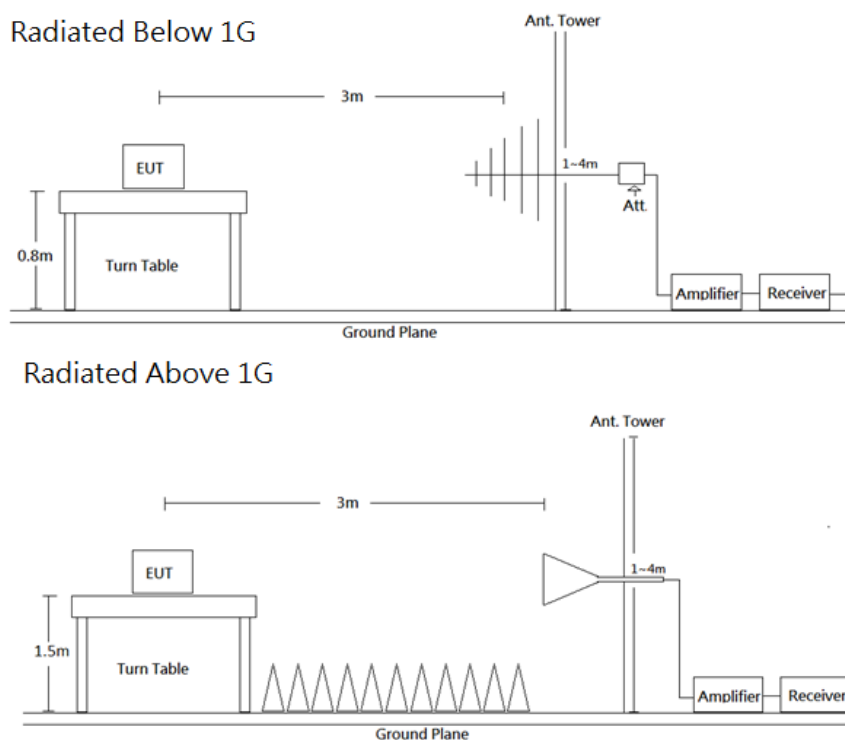 Radiated Below 1G
Ant. Tower
3m
EUT
1~4m
Att.
0.8m
Turn Table
Amplifier
Receiver
Ground Plane
Radiated Above 1G
Ant. Tower
3m
EUT
1~4m
1.5m
Turn Table
Amplifier
Receiver
Ground Plane